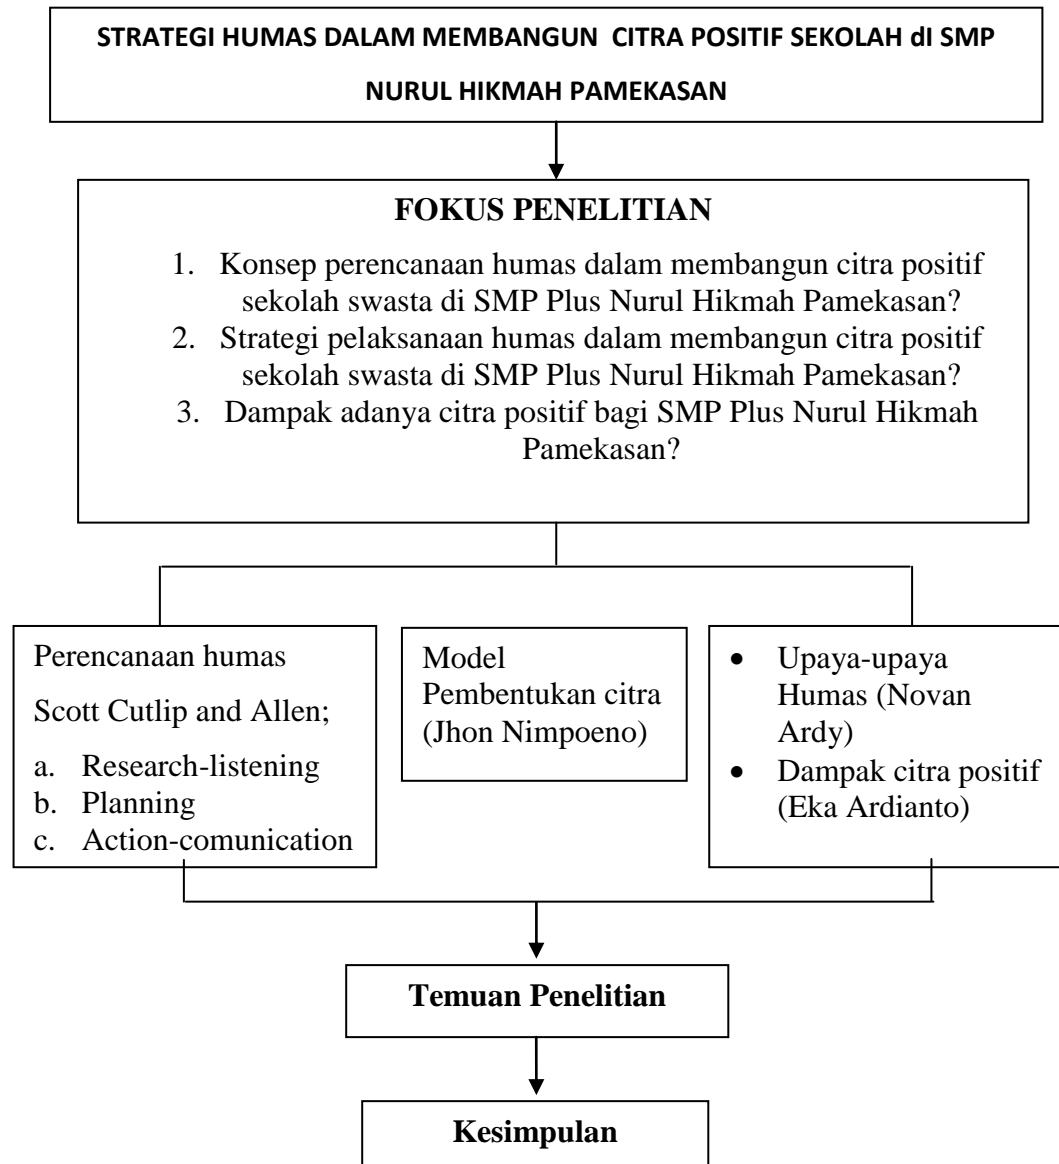 STRATEGI HUMAS DALAM MEMBANGUN CITRA POSITIF SEKOLAH dI SMP
NURUL HIKMAH PAMEKASAN
FOKUS PENELITIAN
1. Konsep perencanaan humas dalam membangun citra positif
sekolah swasta di SMP Plus Nurul Hikmah Pamekasan?
2. Strategi pelaksanaan humas dalam membangun citra positif
sekolah swasta di SMP Plus Nurul Hikmah Pamekasan?
3. Dampak adanya citra positif bagi SMP Plus Nurul Hikmah
Pamekasan?
Perencanaan humas
Scott Cutlip and Allen;
a. Research-listening
b. Planning
c. Action-comunication
Model
Pembentukan citra
(Jhon Nimpoeno)
• Upaya-upaya
Humas (Novan
Ardy)
• Dampak citra positif
(Eka Ardianto)
Temuan Penelitian
Kesimpulan